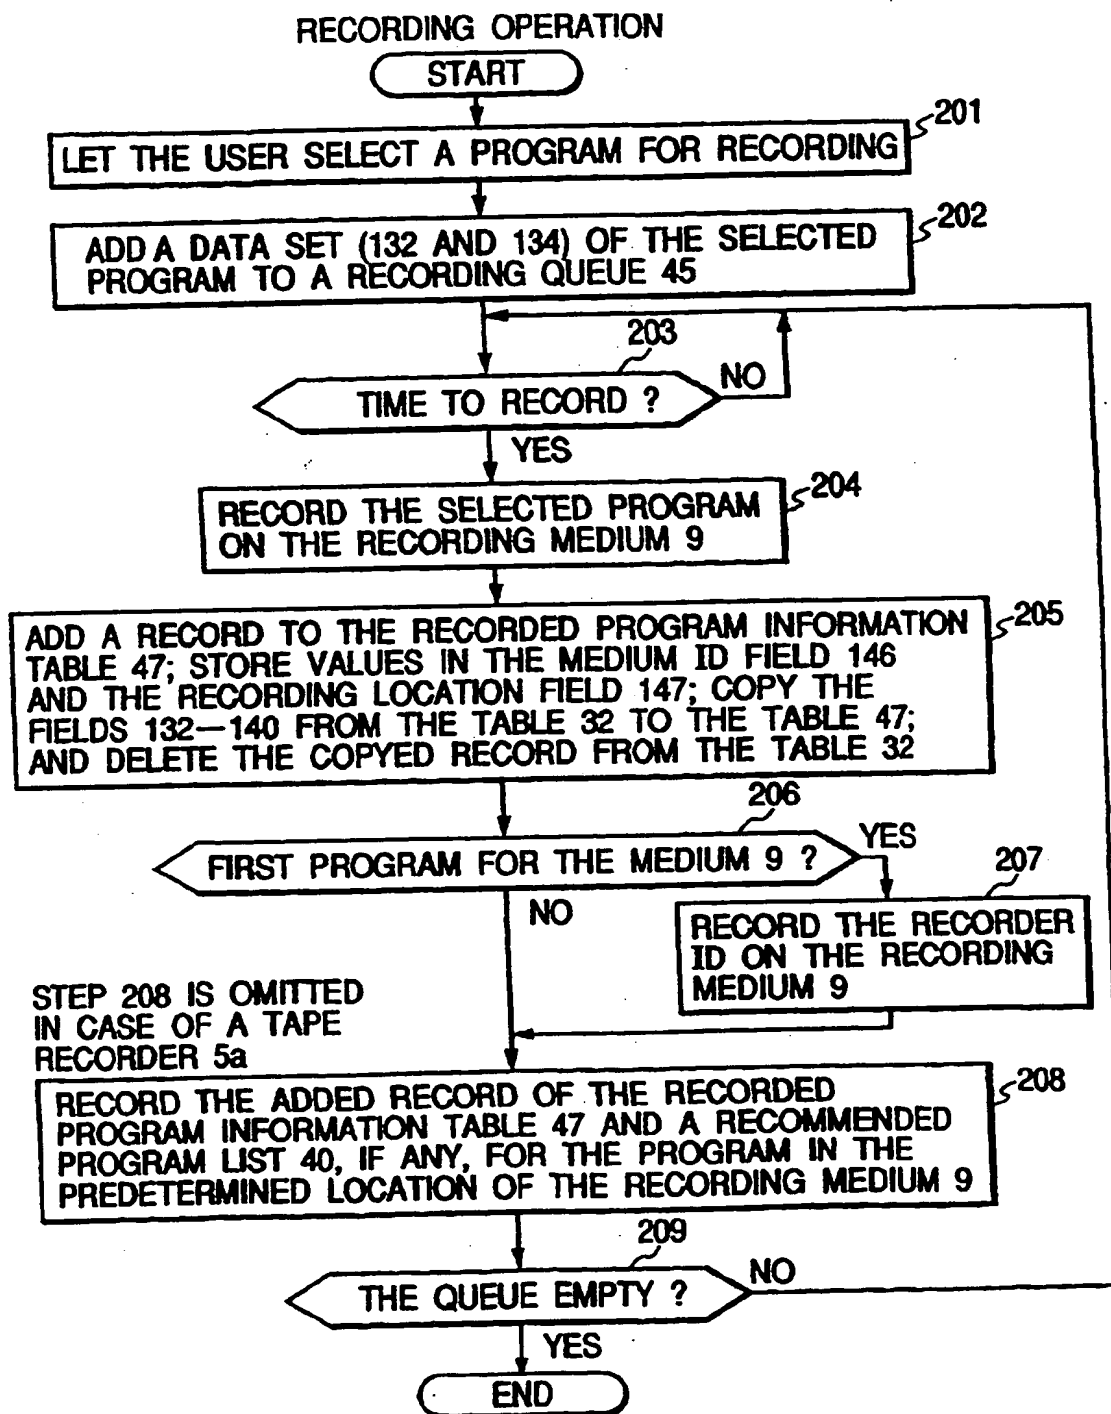 RECORDING OPERATION
START
201
LET THE USER SELECT A PROGRAM FOR RECORDING
202
ADD A DATA SET (132 AND 134) OF THE SELECTED
PROGRAM TO A RECORDING QUEUE 45
203
TIME TO RECORD ?
NO
YES
204
RECORD THE SELECTED PROGRAM
ON THE RECORDING MEDIUM 9
205
ADD A RECORD TO THE RECORDED PROGRAM INFORMATION
TABLE 47; STORE VALUES IN THE MEDIUM ID FIELD 146
AND THE RECORDING LOCATION FIELD 147; COPY THE
FIELDS 132—140 FROM THE TABLE 32 TO THE TABLE 47;
AND DELETE THE COPYED RECORD FROM THE TABLE 32
206
FIRST PROGRAM FOR THE MEDIUM 9 ?
YES
NO
207
RECORD THE RECORDER
ID ON THE RECORDING
MEDIUM 9
STEP 208 IS OMITTED
IN CASE OF A TAPE
RECORDER 5a
208
RECORD THE ADDED RECORD OF THE RECORDED
PROGRAM INFORMATION TABLE 47 AND A RECOMMENDED
PROGRAM LIST 40, IF ANY, FOR THE PROGRAM IN THE
PREDETERMINED LOCATION OF THE RECORDING MEDIUM 9
209
THE QUEUE EMPTY ?
NO
YES
END